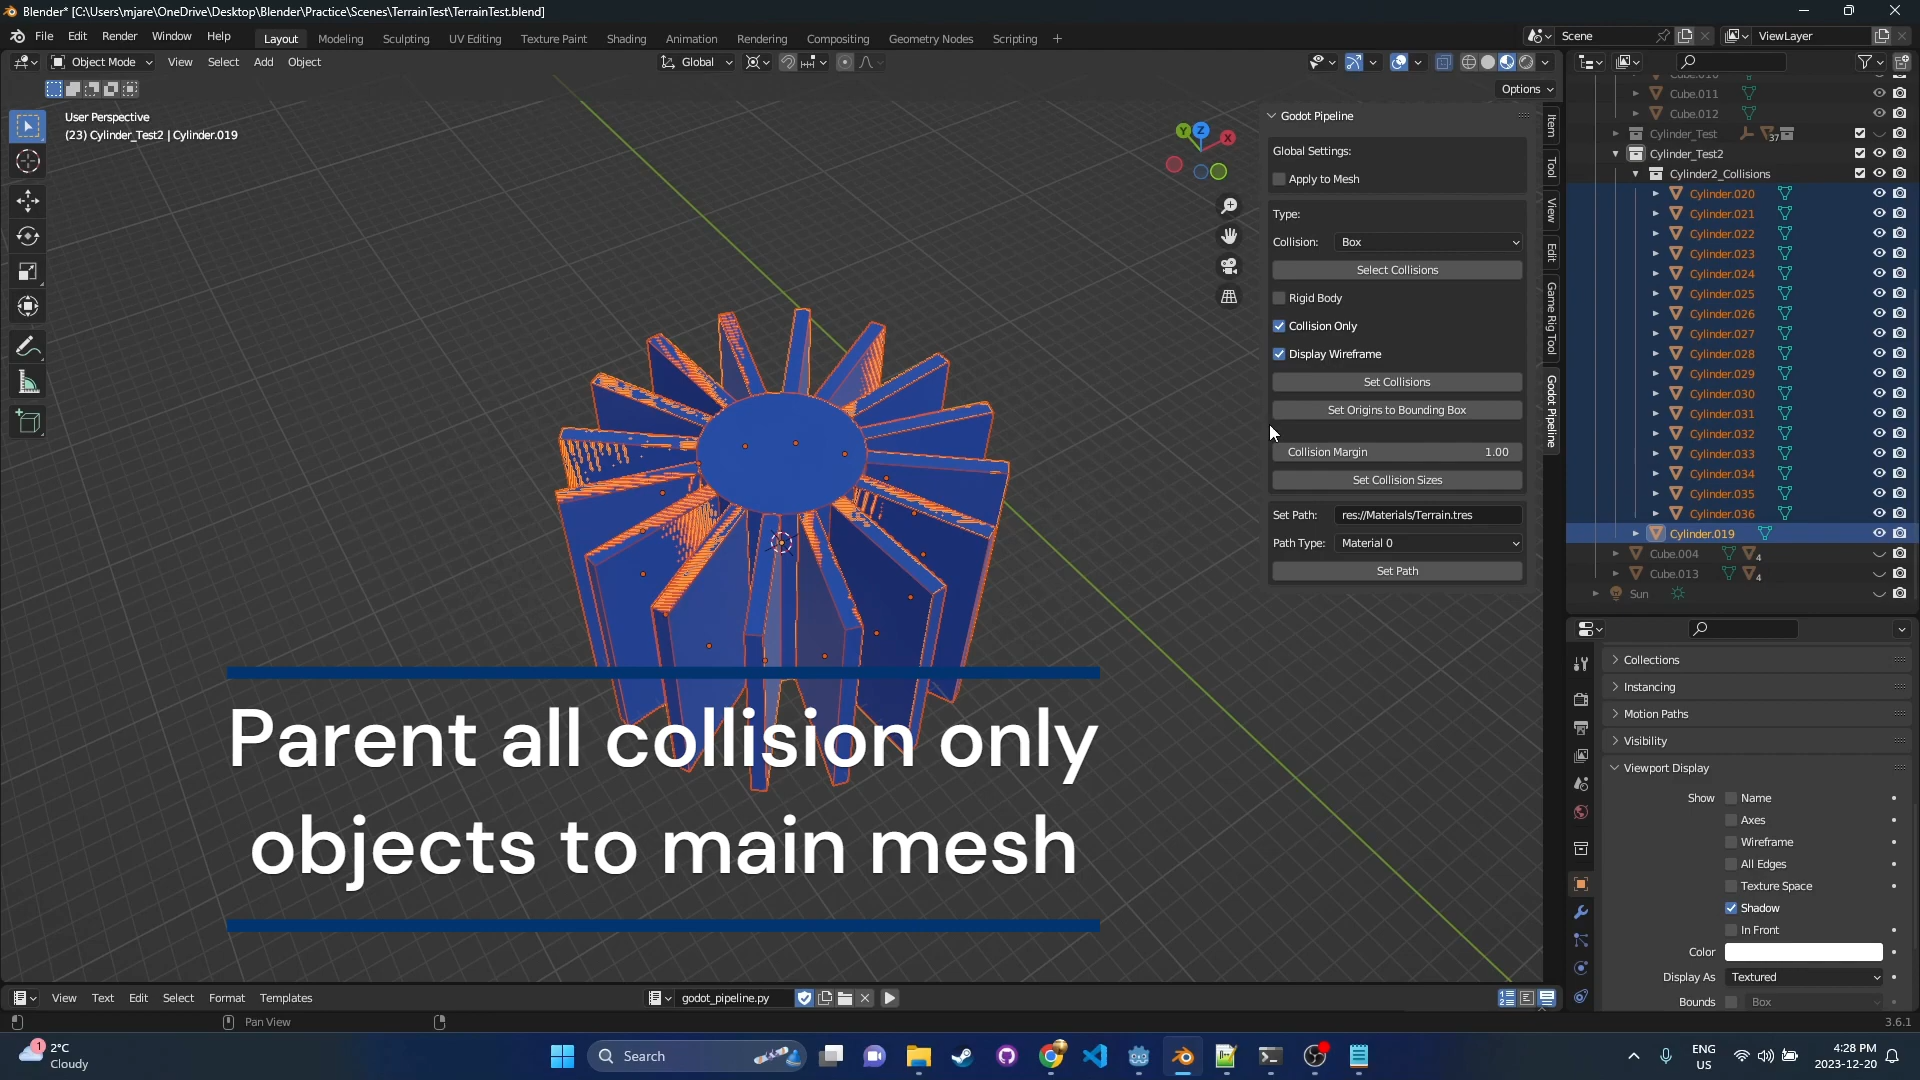 Blender* [C:\Users\mjare\OneDrive\Desktop\Blender\Practice\Scenes\TerrainTest\TerrainTest.blend]
File Edit Render Window Help
Layout Modeling Sculpting UV Editing Texture Paint Shading Animation Rendering Compositing Geometry Nodes Scripting +
Scene
ViewLayer
Object Mode View Select Add Object
Global
Options
User Perspective
(23) Cylinder_Test2 | Cylinder.019
Y Z X
Godot Pipeline
Global Settings:
Apply to Mesh
Type:
Collision: Box
Select Collisions
Rigid Body
Collision Only
Display Wireframe
Set Collisions
Set Origins to Bounding Box
Collision Margin 1.00
Set Collision Sizes
Set Path: res://Materials/Terrain.tres
Path Type: Material 0
Set Path
Item
Tool
View
Edit
Game Rig Tool
Godot Pipeline
Cube.010
Cube.011
Cube.012
Cylinder_Test 37
Cylinder_Test2
Cylinder2_Collisions
Cylinder.020
Cylinder.021
Cylinder.022
Cylinder.023
Cylinder.024
Cylinder.025
Cylinder.026
Cylinder.027
Cylinder.028
Cylinder.029
Cylinder.030
Cylinder.031
Cylinder.032
Cylinder.033
Cylinder.034
Cylinder.035
Cylinder.036
Cylinder.019
Cube.004 4
Cube.013 4
Sun
Collections
Instancing
Motion Paths
Visibility
Viewport Display
Show Name
Axes
Wireframe
All Edges
Texture Space
Shadow
In Front
Color
Display As Textured
Bounds Box
Parent all collision only
objects to main mesh
View Text Edit Select Format Templates
godot_pipeline.py
Pan View
3.6.1
1
2°C
Cloudy
Search
ENG
US
4:28 PM
2023-12-20